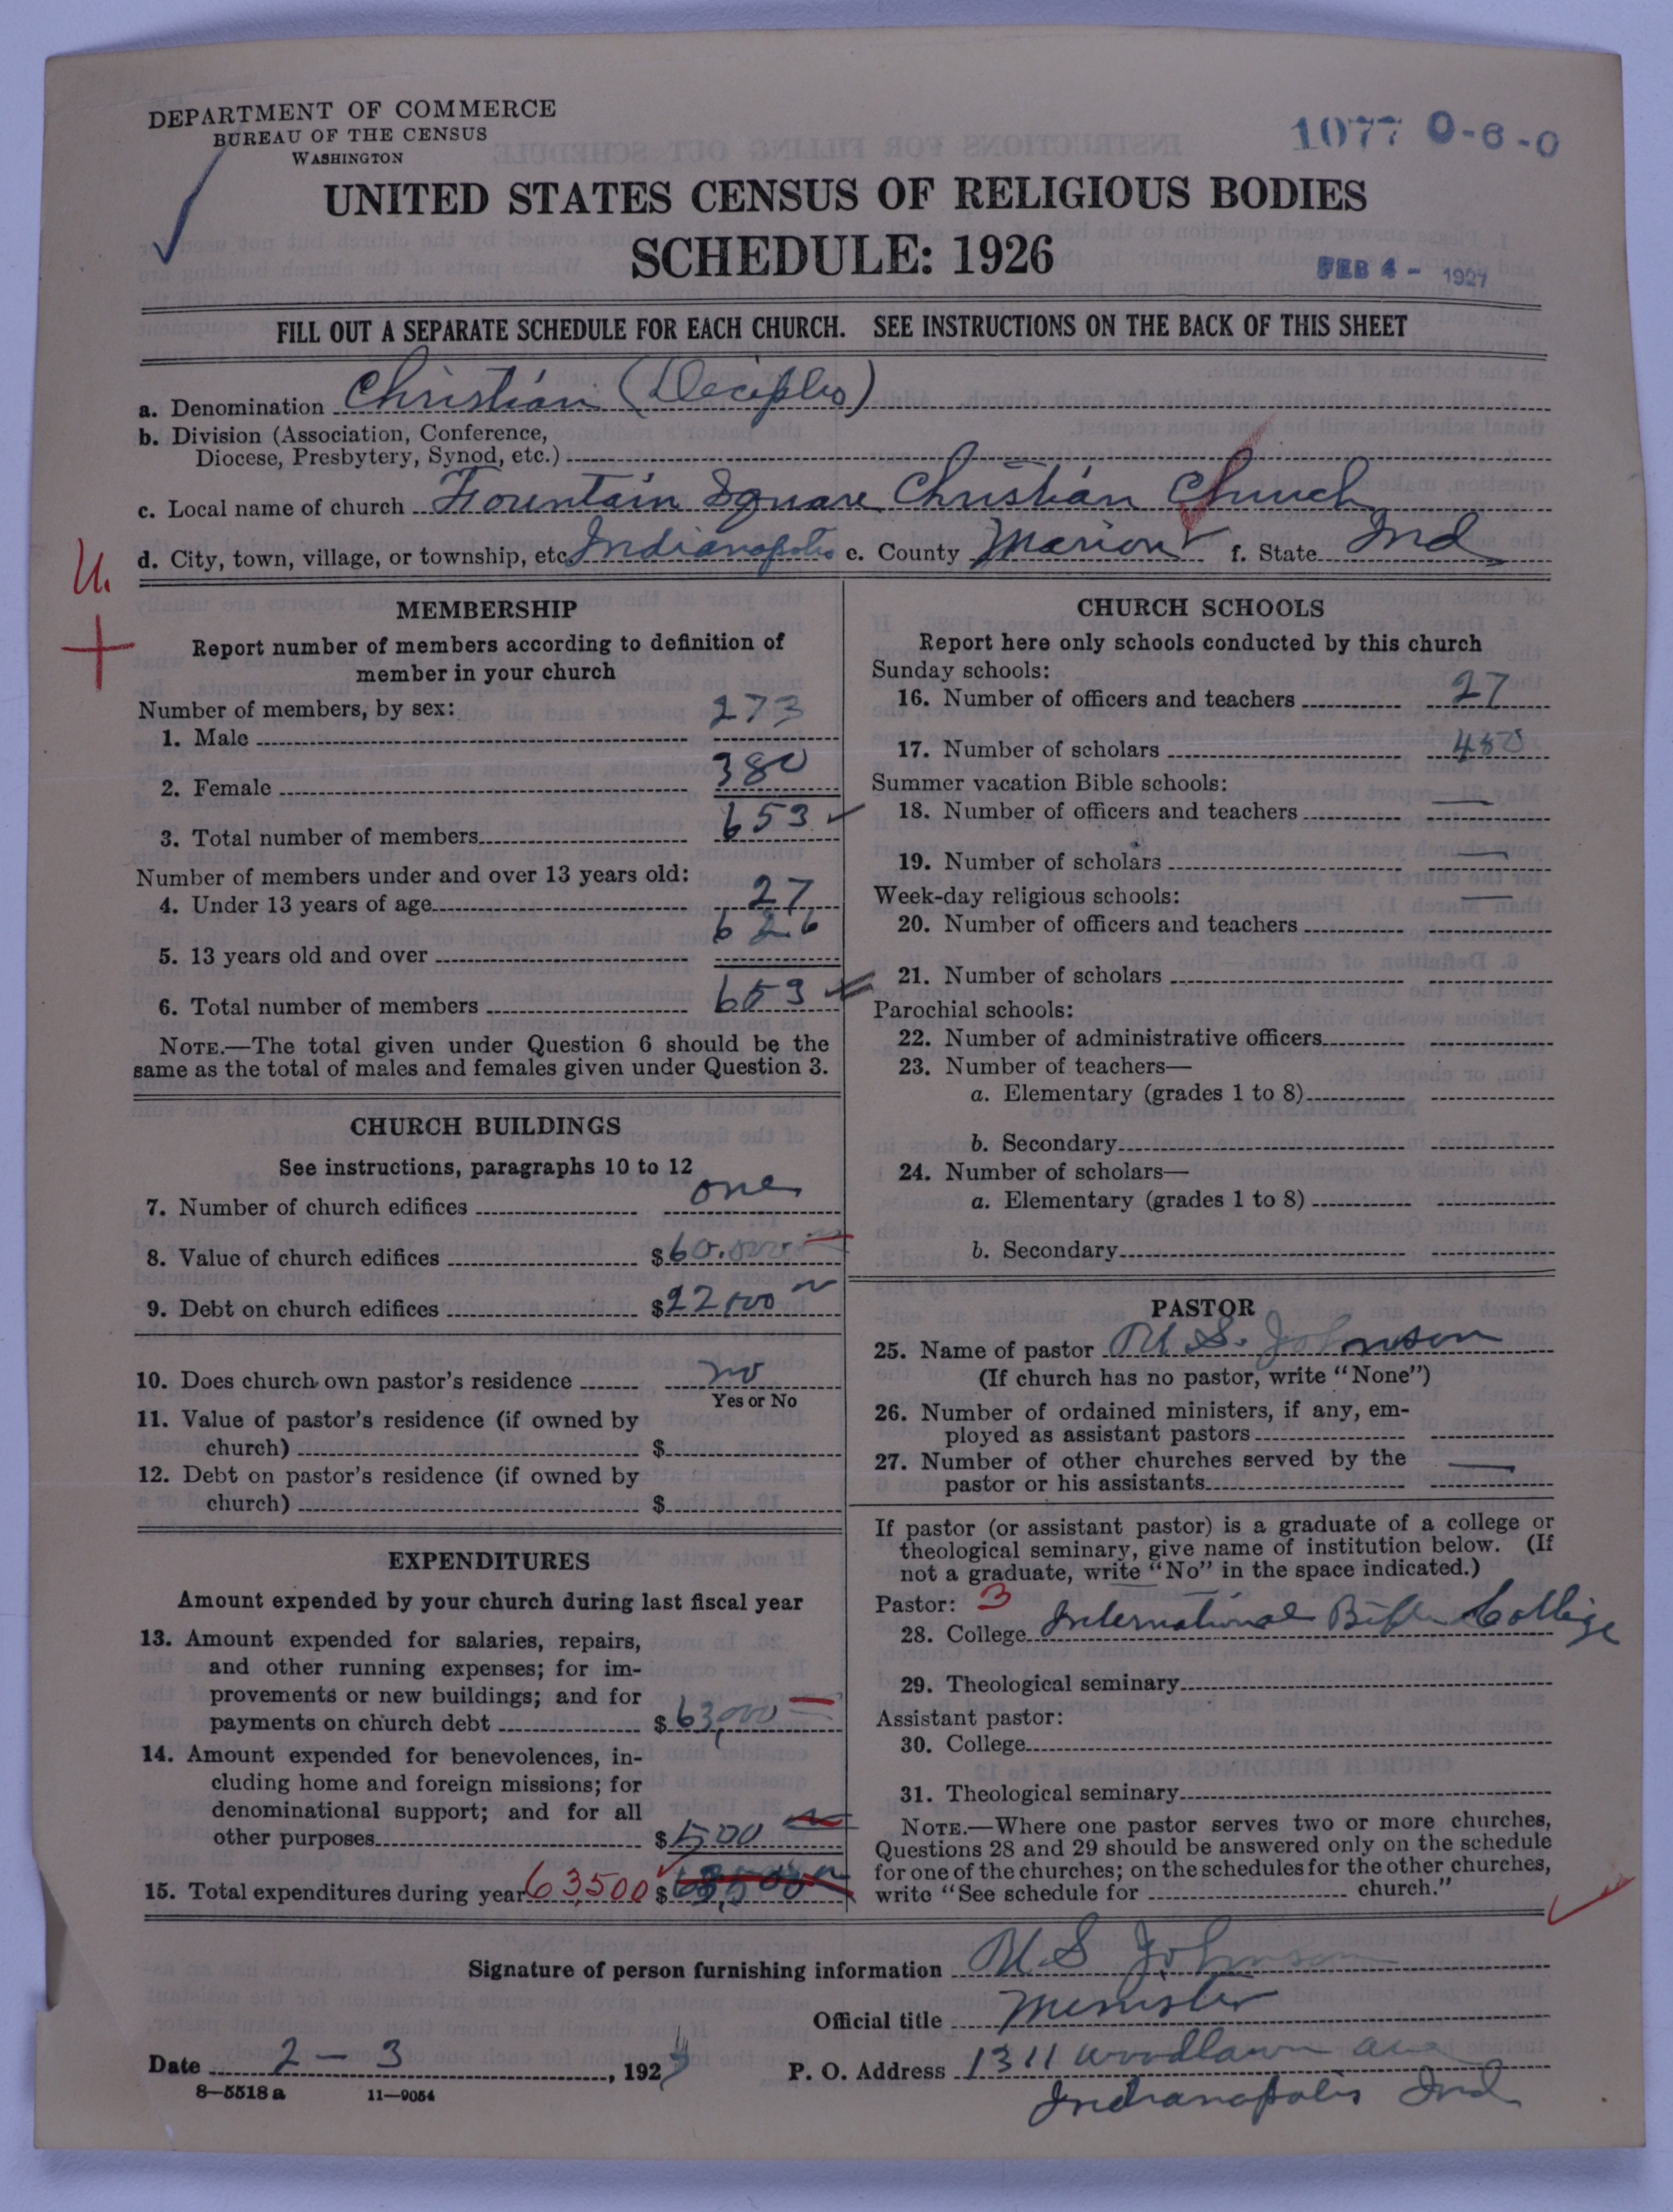 DEPARTMENT OF COMMERCE
BUREAU OF THE CENSUS
WASHINGTON
1077 0-6-0
UNITED STATES CENSUS OF RELIGIOUS BODIES
SCHEDULE: 1926
FEB 4 - 1927
FILL OUT A SEPARATE SCHEDULE FOR EACH CHURCH. SEE INSTRUCTIONS ON THE BACK OF THIS SHEET
a. Denomination Christian (Deciples)
b. Division (Association, Conference,
Diocese, Presbytery, Synod, etc.)
c. Local name of church Fountain Square Christian Church
d. City, town, village, or township, etc. Indianapolis e. County Marion f. State Ind
U.
+
MEMBERSHIP
Report number of members according to definition of
member in your church
Number of members, by sex:
1. Male 273
2. Female 380
3. Total number of members 653
Number of members under and over 13 years old:
4. Under 13 years of age 27
5. 13 years old and over 626
6. Total number of members 653
NOTE.—The total given under Question 6 should be the
same as the total of males and females given under Question 3.
CHURCH BUILDINGS
See instructions, paragraphs 10 to 12
7. Number of church edifices one
8. Value of church edifices $60.000
9. Debt on church edifices $22,000
10. Does church own pastor's residence no
Yes or No
11. Value of pastor's residence (if owned by
church) $
12. Debt on pastor's residence (if owned by
church) $
EXPENDITURES
Amount expended by your church during last fiscal year
13. Amount expended for salaries, repairs,
and other running expenses; for im-
provements or new buildings; and for
payments on church debt $63,000
14. Amount expended for benevolences, in-
cluding home and foreign missions; for
denominational support; and for all
other purposes $500
15. Total expenditures during year 63,500 $
CHURCH SCHOOLS
Report here only schools conducted by this church
Sunday schools:
16. Number of officers and teachers 27
17. Number of scholars 450
Summer vacation Bible schools:
18. Number of officers and teachers —
19. Number of scholars —
Week-day religious schools: —
20. Number of officers and teachers
21. Number of scholars
Parochial schools:
22. Number of administrative officers
23. Number of teachers—
a. Elementary (grades 1 to 8)
b. Secondary
24. Number of scholars—
a. Elementary (grades 1 to 8)
b. Secondary
PASTOR
25. Name of pastor S. Johnson
(If church has no pastor, write "None")
26. Number of ordained ministers, if any, em-
ployed as assistant pastors
27. Number of other churches served by the —
pastor or his assistants
If pastor (or assistant pastor) is a graduate of a college or
theological seminary, give name of institution below. (If
not a graduate, write "No" in the space indicated.)
Pastor: 3
28. College International Bible College
29. Theological seminary
Assistant pastor:
30. College
31. Theological seminary
NOTE.—Where one pastor serves two or more churches,
Questions 28 and 29 should be answered only on the schedule
for one of the churches; on the schedules for the other churches,
write "See schedule for church."
Signature of person furnishing information S Johnson
Official title Minister
Date 2 - 3, 1927 P. O. Address 1311 Woodlawn ave
8-5518 a 11-9054
Indianapolis Ind